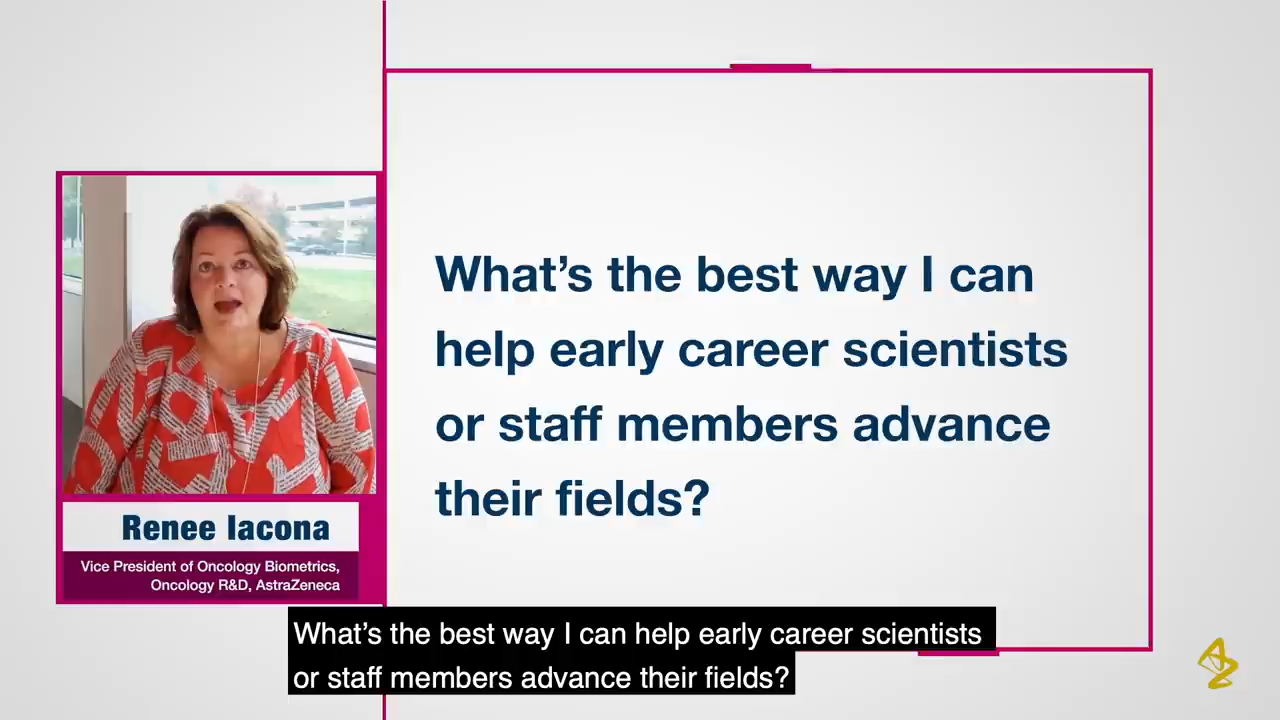 What's the best way I can
help early career scientists
or staff members advance
their fields?
Renee Iacona
Vice President of Oncology Biometrics,
Oncology R&D, AstraZeneca
What's the best way I can help early career scientists
or staff members advance their fields?